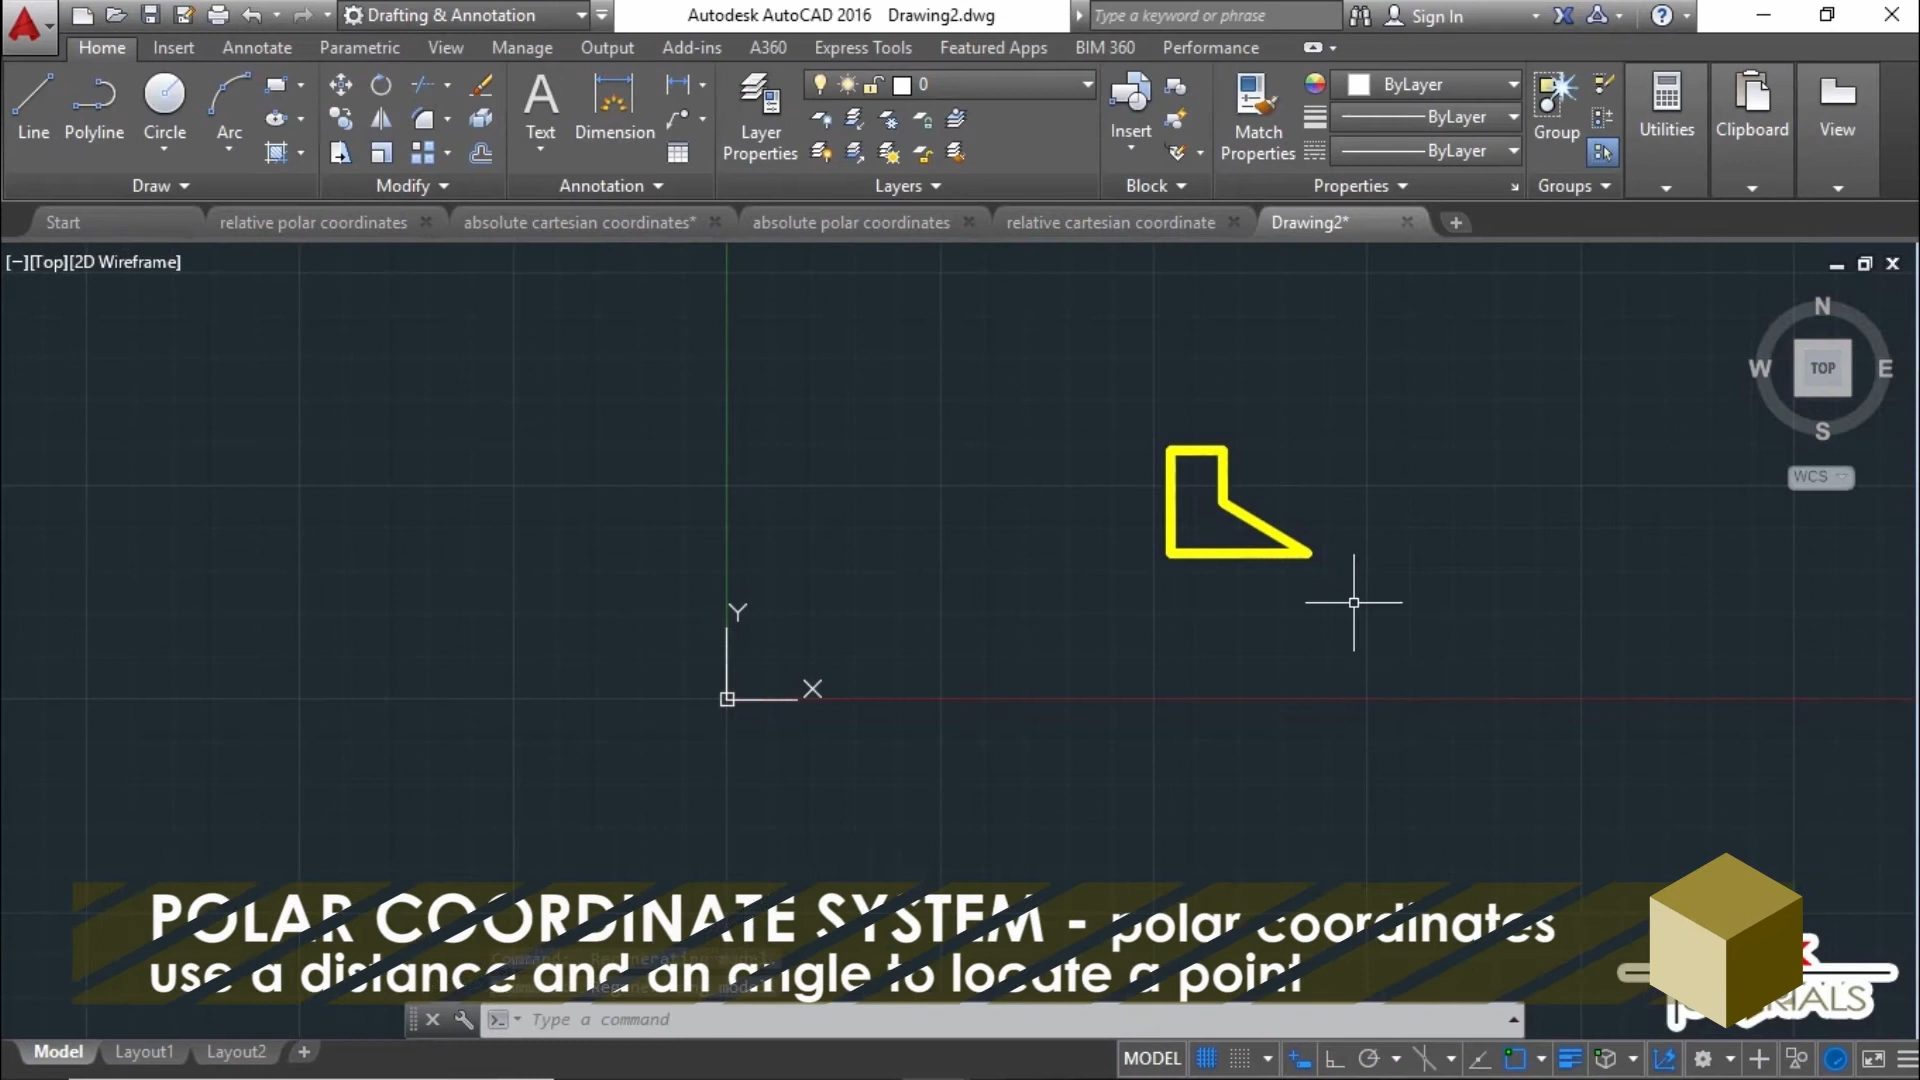 Drafting & Annotation
Autodesk AutoCAD 2016 Drawing2.dwg
Type a keyword or phrase
Sign In
Home Insert Annotate Parametric View Manage Output Add-ins A360 Express Tools Featured Apps BIM 360 Performance
0
ByLayer
Line Polyline Circle Arc Text Dimension Layer Properties Insert Match Properties Group Utilities Clipboard View
ByLayer
ByLayer
Draw Modify Annotation Layers Block Properties Groups
Start relative polar coordinates absolute cartesian coordinates* absolute polar coordinates relative cartesian coordinate Drawing2*
[−][Top][2D Wireframe]
N
W TOP E
S
WCS
Y
X
POLAR COORDINATE SYSTEM - polar coordinates
use a distance and an angle to locate a point
Type a command
Model Layout1 Layout2
MODEL